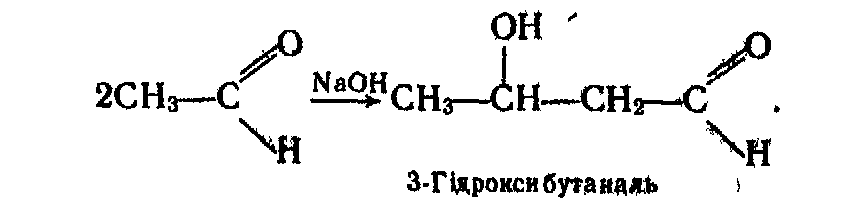 OH
O
O
2CH₃—C
NaOH
CH₃—CH—CH₂—C
.
H
H
3-Гідроксибутаналь